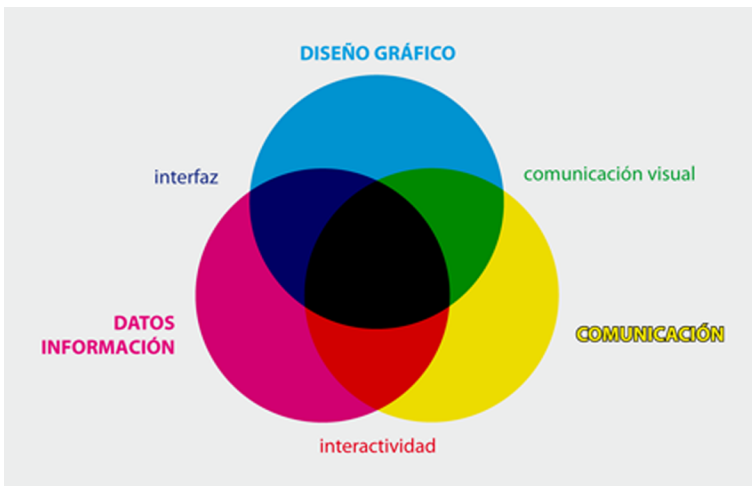 DISEÑO GRÁFICO
interfaz
comunicación visual
DATOS
INFORMACIÓN
COMUNICACIÓN
interactividad